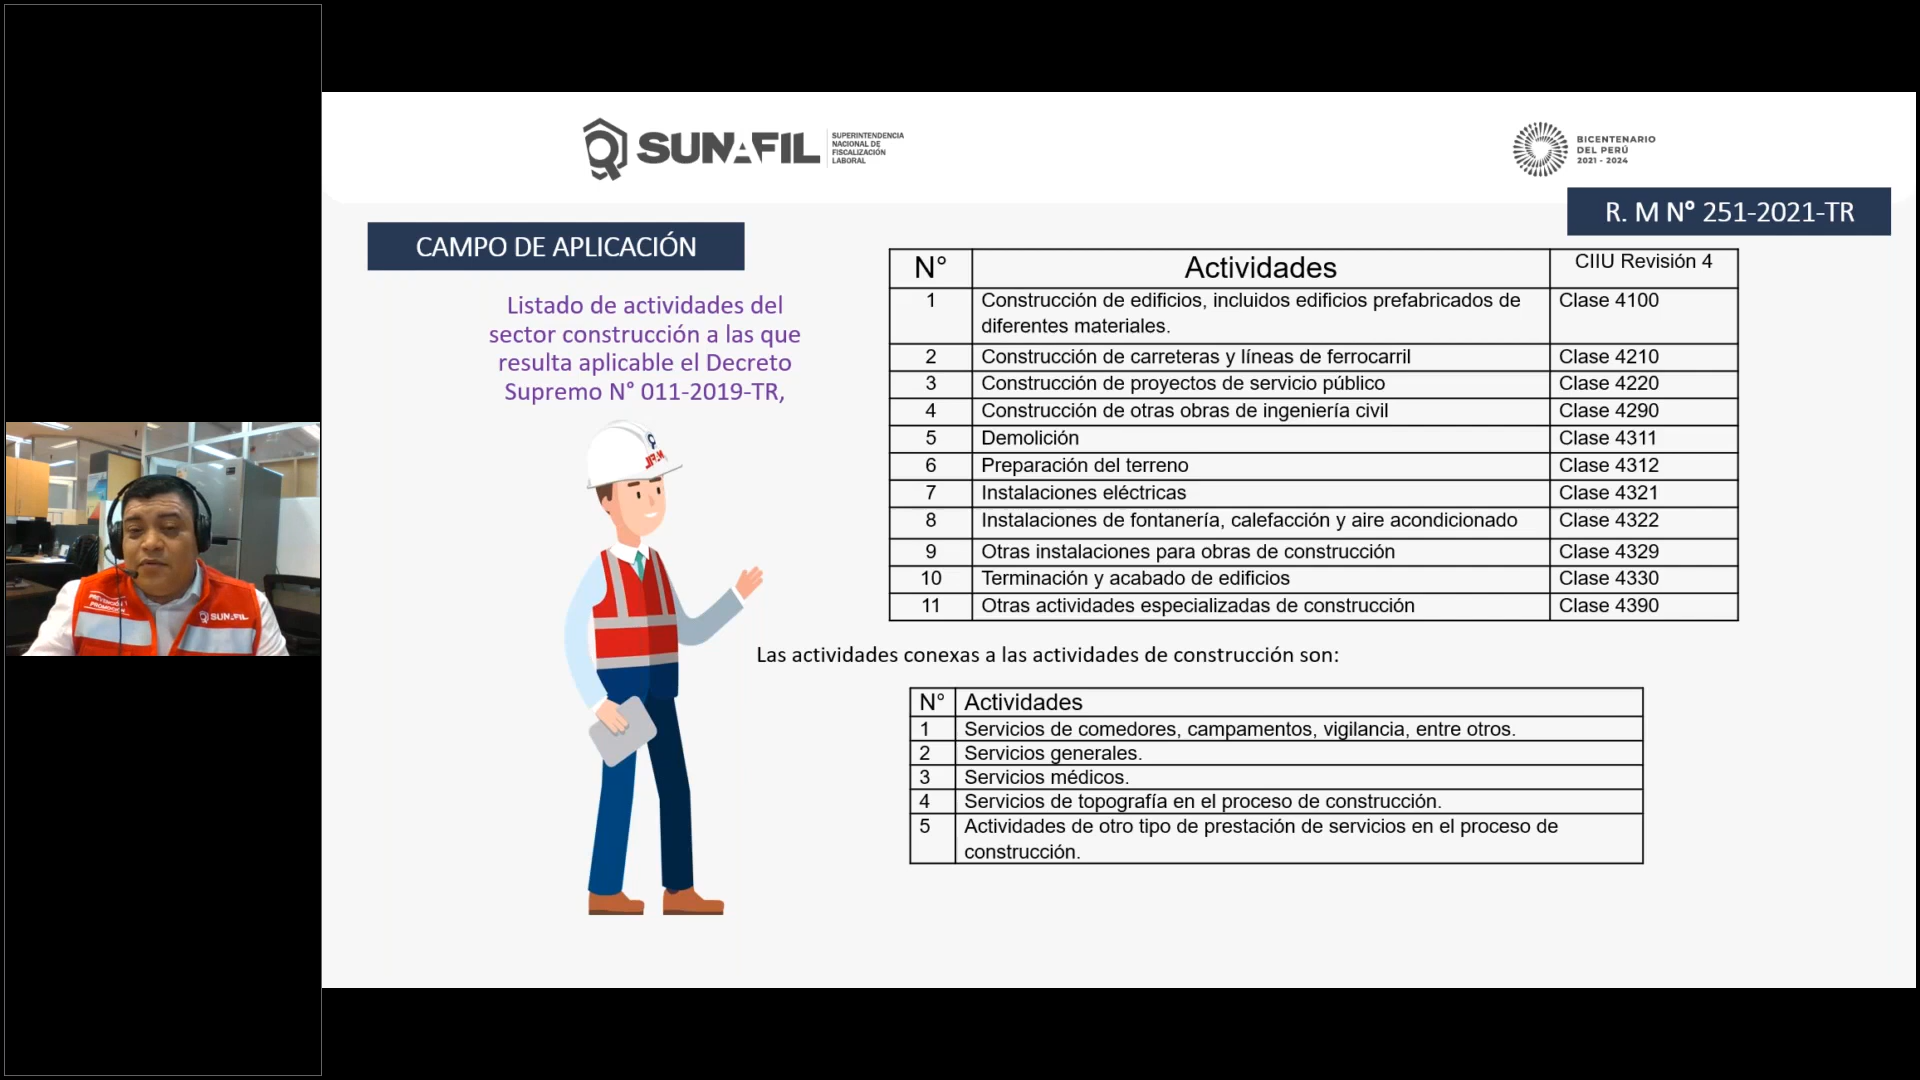 SUNAFIL
SUPERINTENDENCIA
NACIONAL DE
FISCALIZACIÓN
LABORAL
BICENTENARIO
DEL PERÚ
2021 - 2024
R. M N° 251-2021-TR
CAMPO DE APLICACIÓN
Listado de actividades del
sector construcción a las que
resulta aplicable el Decreto
Supremo N° 011-2019-TR,
N° Actividades CIIU Revisión 4
1 Construcción de edificios, incluidos edificios prefabricados de Clase 4100
diferentes materiales.
2 Construcción de carreteras y líneas de ferrocarril Clase 4210
3 Construcción de proyectos de servicio público Clase 4220
4 Construcción de otras obras de ingeniería civil Clase 4290
5 Demolición Clase 4311
6 Preparación del terreno Clase 4312
7 Instalaciones eléctricas Clase 4321
8 Instalaciones de fontanería, calefacción y aire acondicionado Clase 4322
9 Otras instalaciones para obras de construcción Clase 4329
10 Terminación y acabado de edificios Clase 4330
11 Otras actividades especializadas de construcción Clase 4390
Las actividades conexas a las actividades de construcción son:
N° Actividades
1 Servicios de comedores, campamentos, vigilancia, entre otros.
2 Servicios generales.
3 Servicios médicos.
4 Servicios de topografía en el proceso de construcción.
5 Actividades de otro tipo de prestación de servicios en el proceso de
construcción.
PREVENCIÓN Y
PROMOCIÓN
SUNAFIL